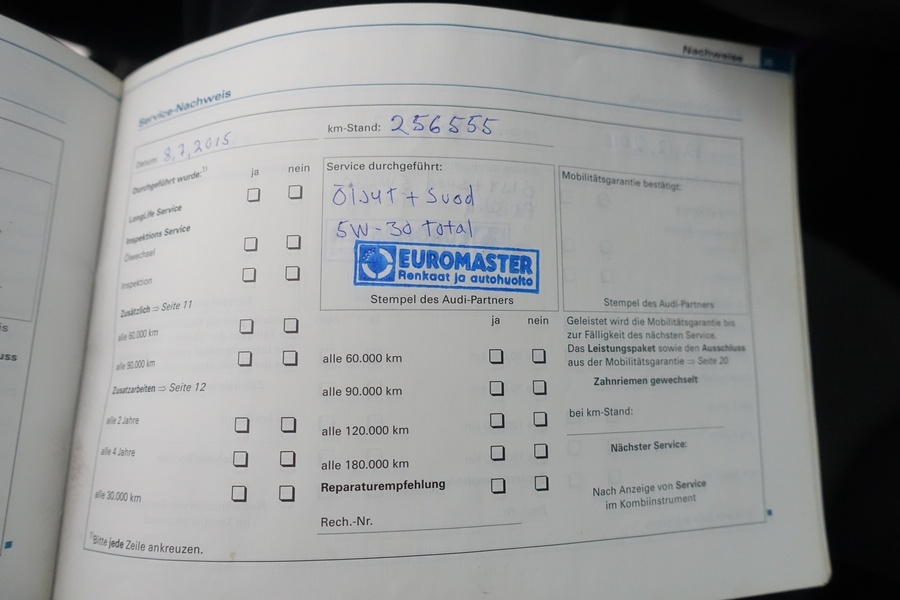 Nachweise
Service-Nachweis
Datum: 8.7.2015
km-Stand: 256555
Durchgeführt wurde:1)
ja nein
LongLife Service
Inspektions Service
Ölwechsel
Inspektion
Zusätzlich ⇒ Seite 11
alle 60.000 km
alle 90.000 km
Zusatzarbeiten ⇒ Seite 12
alle 2 Jahre
alle 4 Jahre
alle 30.000 km
Service durchgeführt:
Öljyt + Suod
5W-30 Total
EUROMASTER
Renkaat ja autohuolto
Stempel des Audi-Partners
ja nein
alle 60.000 km
alle 90.000 km
alle 120.000 km
alle 180.000 km
Reparaturempfehlung
Rech.-Nr.
Mobilitätsgarantie bestätigt:
Stempel des Audi-Partners
Geleistet wird die Mobilitätsgarantie bis
zur Fälligkeit des nächsten Service.
Das Leistungspaket sowie den Ausschluss
aus der Mobilitätsgarantie ⇒ Seite 20
Zahnriemen gewechselt
bei km-Stand:
Nächster Service:
Nach Anzeige von Service
im Kombiinstrument
1)Bitte jede Zeile ankreuzen.